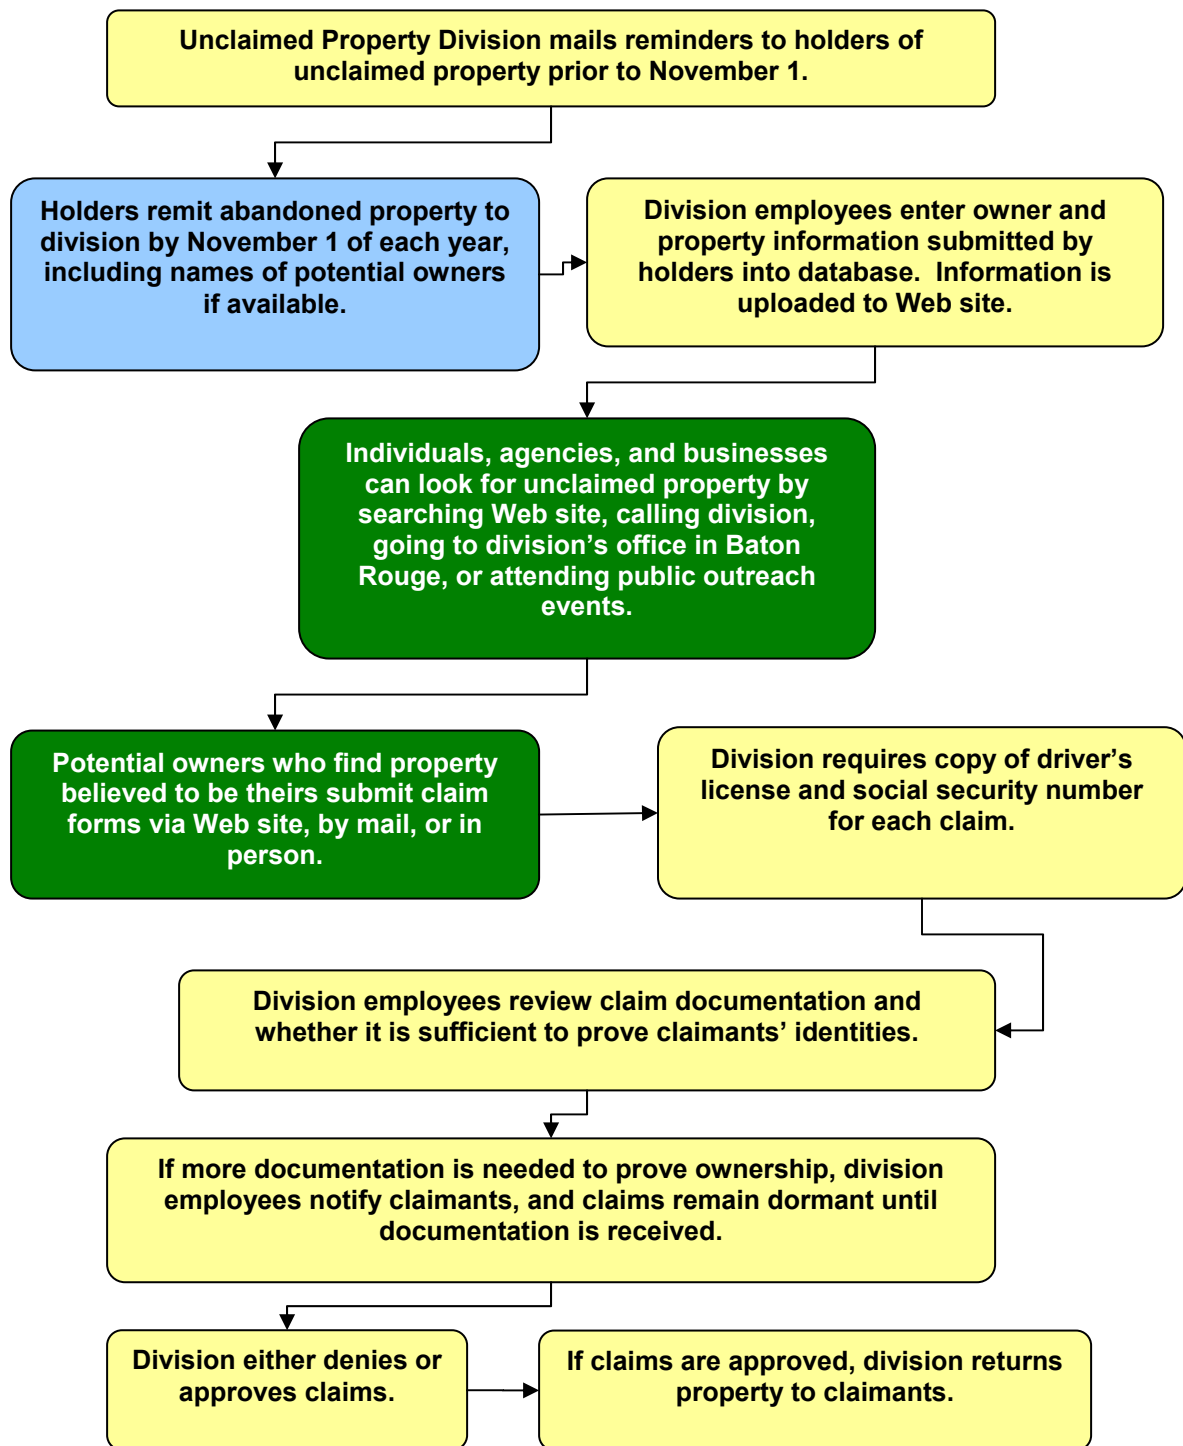 Unclaimed Property Division mails reminders to holders of
unclaimed property prior to November 1.
Holders remit abandoned property to
division by November 1 of each year,
including names of potential owners
if available.
Division employees enter owner and
property information submitted by
holders into database.  Information is
uploaded to Web site.
Individuals, agencies, and businesses
can look for unclaimed property by
searching Web site, calling division,
going to division’s office in Baton
Rouge, or attending public outreach
events.
Potential owners who find property
believed to be theirs submit claim
forms via Web site, by mail, or in
person.
Division requires copy of driver’s
license and social security number
for each claim.
Division employees review claim documentation and
whether it is sufficient to prove claimants’ identities.
If more documentation is needed to prove ownership, division
employees notify claimants, and claims remain dormant until
documentation is received.
Division either denies or
approves claims.
If claims are approved, division returns
property to claimants.